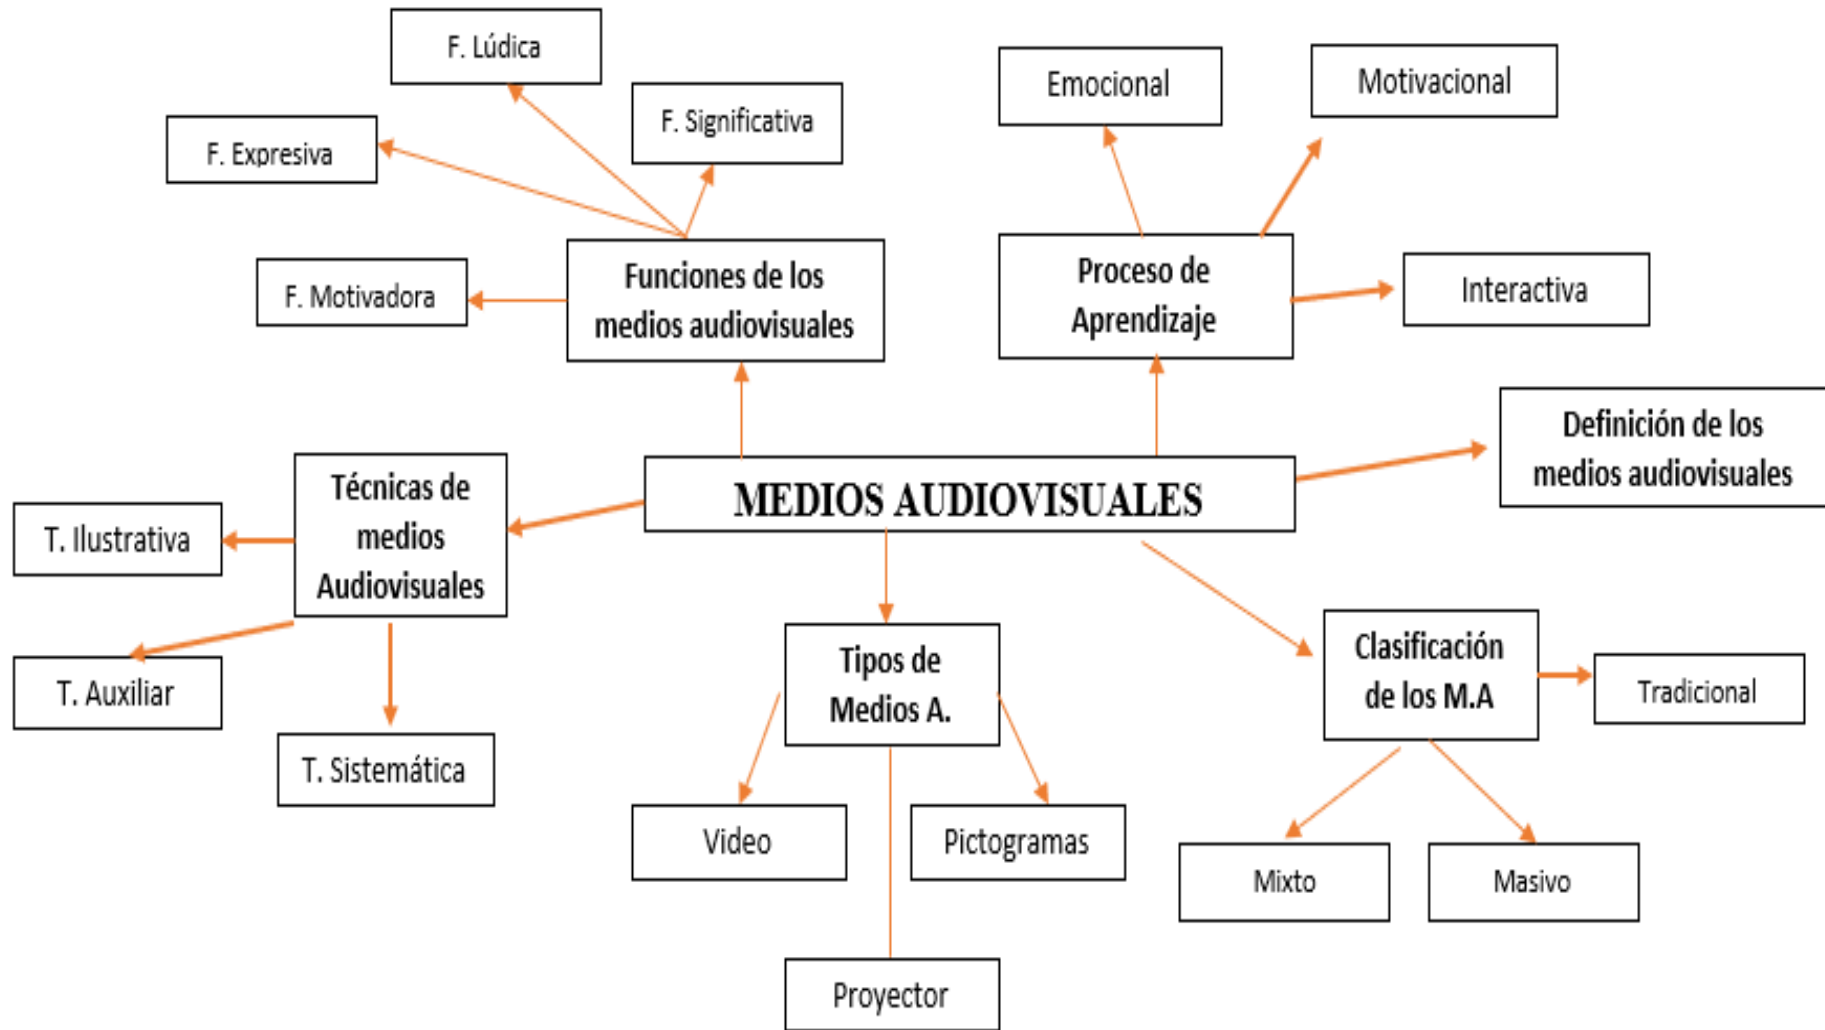 F. Lúdica
F. Significativa
F. Expresiva
F. Motivadora
Funciones de los
medios audiovisuales
Emocional
Motivacional
Proceso de
Aprendizaje
Interactiva
Definición de los
medios audiovisuales
MEDIOS AUDIOVISUALES
Técnicas de
medios
Audiovisuales
T. Ilustrativa
T. Auxiliar
T. Sistemática
Tipos de
Medios A.
Video
Pictogramas
Proyector
Clasificación
de los M.A
Tradicional
Mixto
Masivo